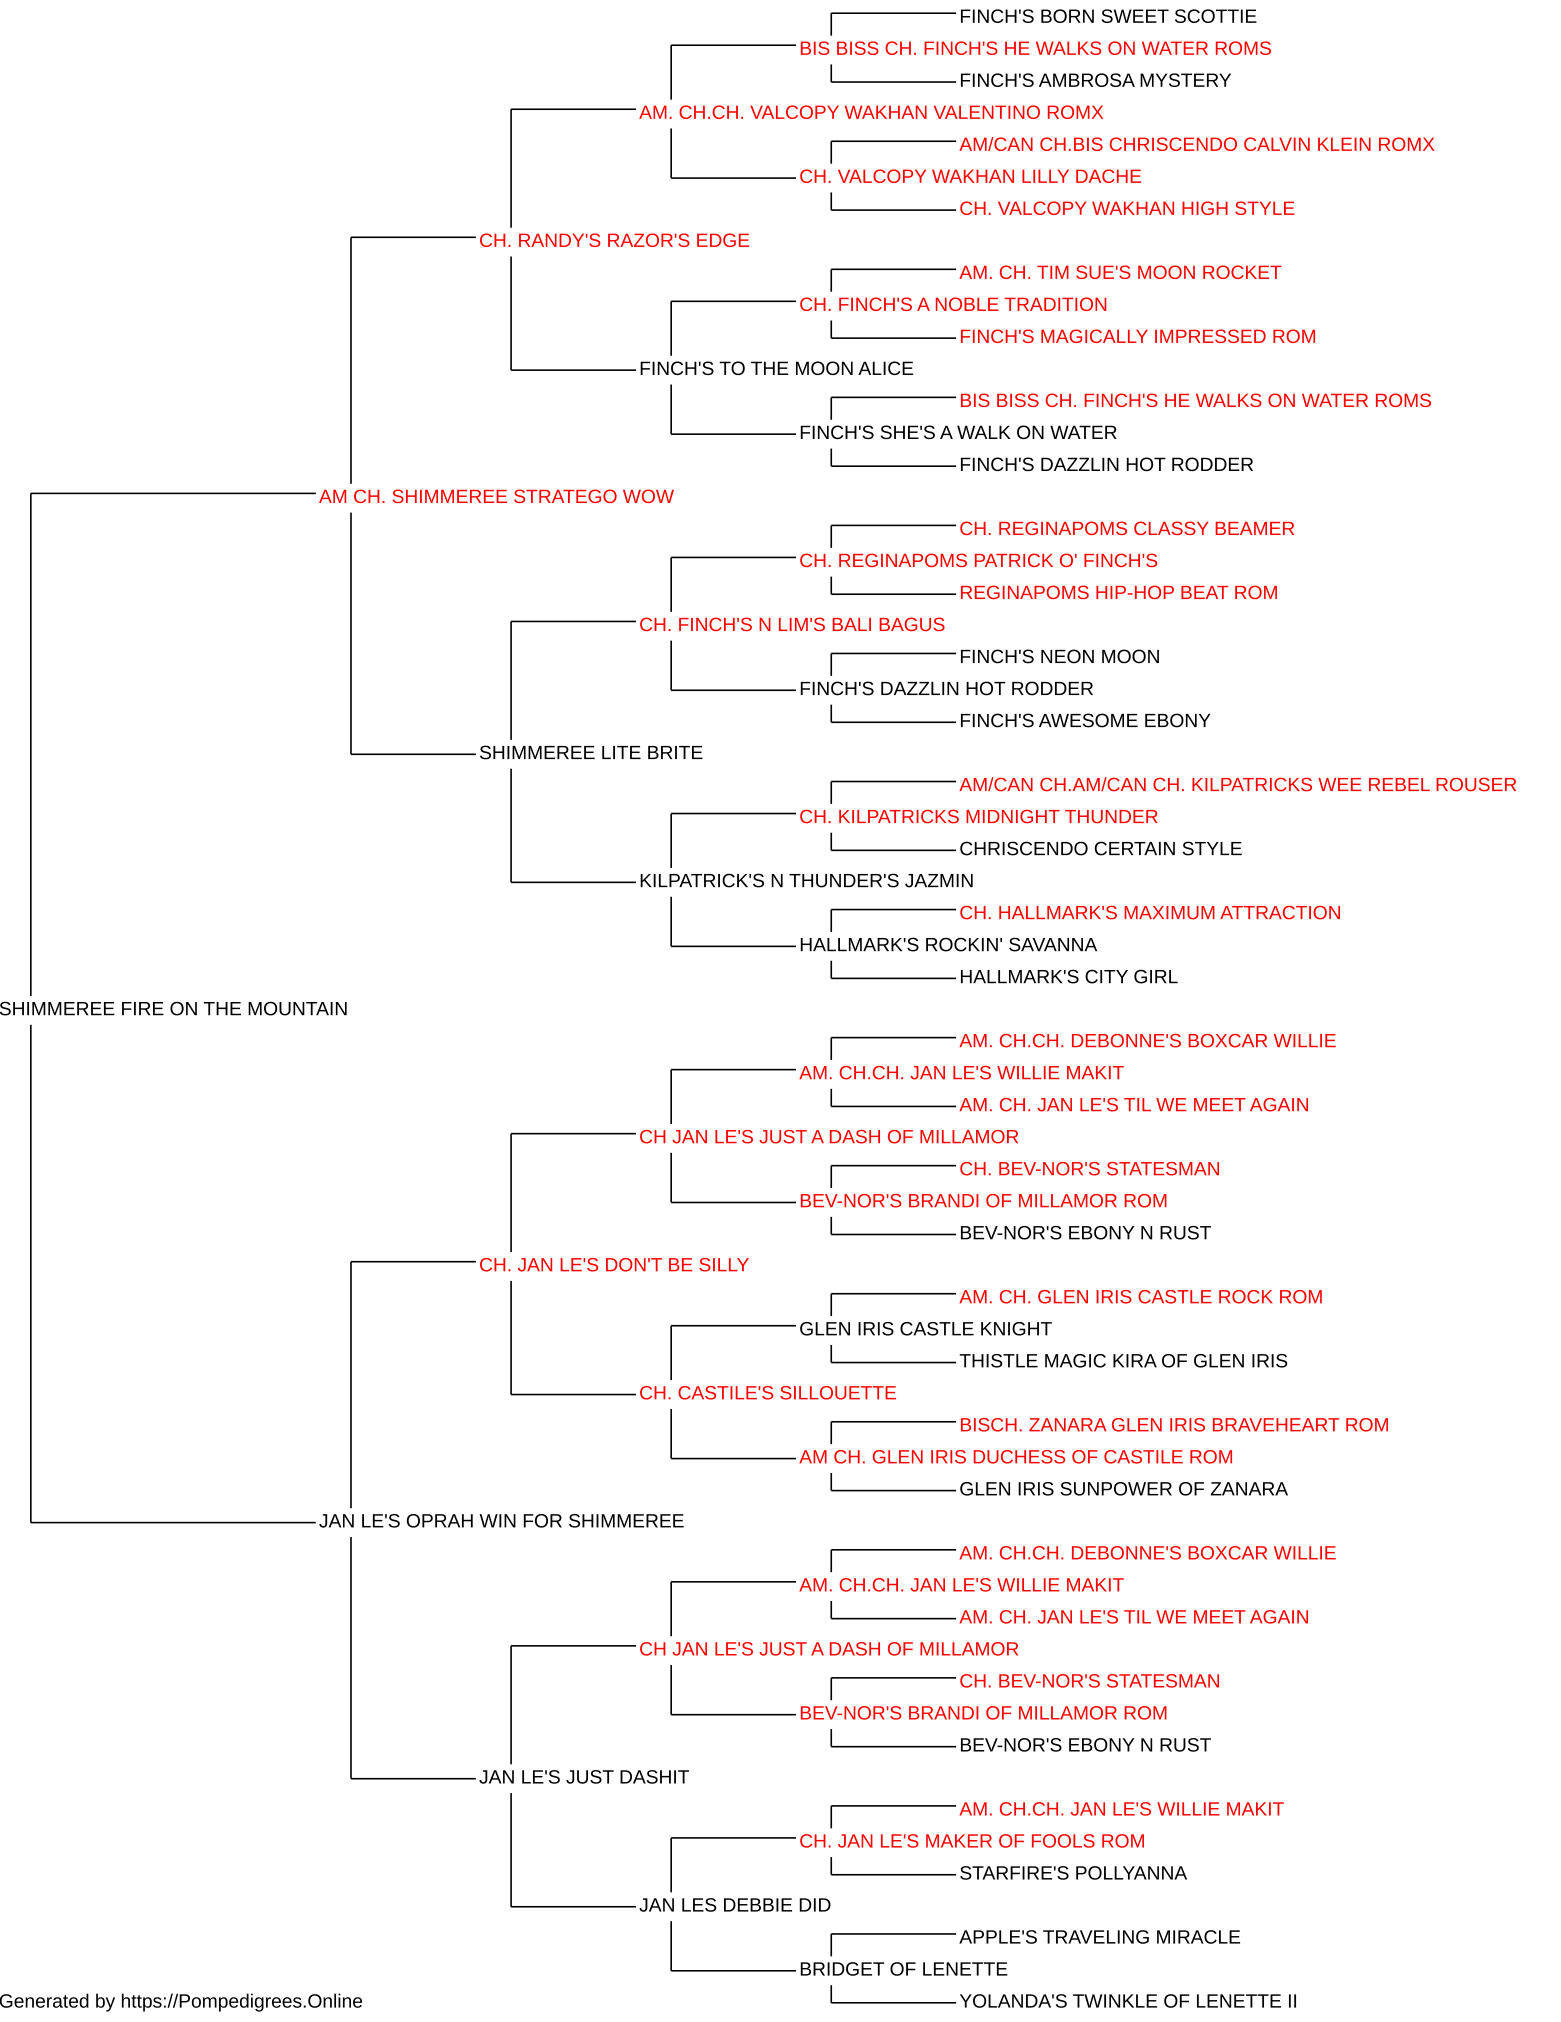 FINCH'S BORN SWEET SCOTTIE
BIS BISS CH. FINCH'S HE WALKS ON WATER ROMS
FINCH'S AMBROSA MYSTERY
AM. CH.CH. VALCOPY WAKHAN VALENTINO ROMX
AM/CAN CH.BIS CHRISCENDO CALVIN KLEIN ROMX
CH. VALCOPY WAKHAN LILLY DACHE
CH. VALCOPY WAKHAN HIGH STYLE
CH. RANDY'S RAZOR'S EDGE
AM. CH. TIM SUE'S MOON ROCKET
CH. FINCH'S A NOBLE TRADITION
FINCH'S MAGICALLY IMPRESSED ROM
FINCH'S TO THE MOON ALICE
BIS BISS CH. FINCH'S HE WALKS ON WATER ROMS
FINCH'S SHE'S A WALK ON WATER
FINCH'S DAZZLIN HOT RODDER
AM CH. SHIMMEREE STRATEGO WOW
CH. REGINAPOMS CLASSY BEAMER
CH. REGINAPOMS PATRICK O' FINCH'S
REGINAPOMS HIP-HOP BEAT ROM
CH. FINCH'S N LIM'S BALI BAGUS
FINCH'S NEON MOON
FINCH'S DAZZLIN HOT RODDER
FINCH'S AWESOME EBONY
SHIMMEREE LITE BRITE
AM/CAN CH.AM/CAN CH. KILPATRICKS WEE REBEL ROUSER
CH. KILPATRICKS MIDNIGHT THUNDER
CHRISCENDO CERTAIN STYLE
KILPATRICK'S N THUNDER'S JAZMIN
CH. HALLMARK'S MAXIMUM ATTRACTION
HALLMARK'S ROCKIN' SAVANNA
HALLMARK'S CITY GIRL
SHIMMEREE FIRE ON THE MOUNTAIN
AM. CH.CH. DEBONNE'S BOXCAR WILLIE
AM. CH.CH. JAN LE'S WILLIE MAKIT
AM. CH. JAN LE'S TIL WE MEET AGAIN
CH JAN LE'S JUST A DASH OF MILLAMOR
CH. BEV-NOR'S STATESMAN
BEV-NOR'S BRANDI OF MILLAMOR ROM
BEV-NOR'S EBONY N RUST
CH. JAN LE'S DON'T BE SILLY
AM. CH. GLEN IRIS CASTLE ROCK ROM
GLEN IRIS CASTLE KNIGHT
THISTLE MAGIC KIRA OF GLEN IRIS
CH. CASTILE'S SILLOUETTE
BISCH. ZANARA GLEN IRIS BRAVEHEART ROM
AM CH. GLEN IRIS DUCHESS OF CASTILE ROM
GLEN IRIS SUNPOWER OF ZANARA
JAN LE'S OPRAH WIN FOR SHIMMEREE
AM. CH.CH. DEBONNE'S BOXCAR WILLIE
AM. CH.CH. JAN LE'S WILLIE MAKIT
AM. CH. JAN LE'S TIL WE MEET AGAIN
CH JAN LE'S JUST A DASH OF MILLAMOR
CH. BEV-NOR'S STATESMAN
BEV-NOR'S BRANDI OF MILLAMOR ROM
BEV-NOR'S EBONY N RUST
JAN LE'S JUST DASHIT
AM. CH.CH. JAN LE'S WILLIE MAKIT
CH. JAN LE'S MAKER OF FOOLS ROM
STARFIRE'S POLLYANNA
JAN LES DEBBIE DID
APPLE'S TRAVELING MIRACLE
BRIDGET OF LENETTE
YOLANDA'S TWINKLE OF LENETTE II
Generated by https://Pompedigrees.Online